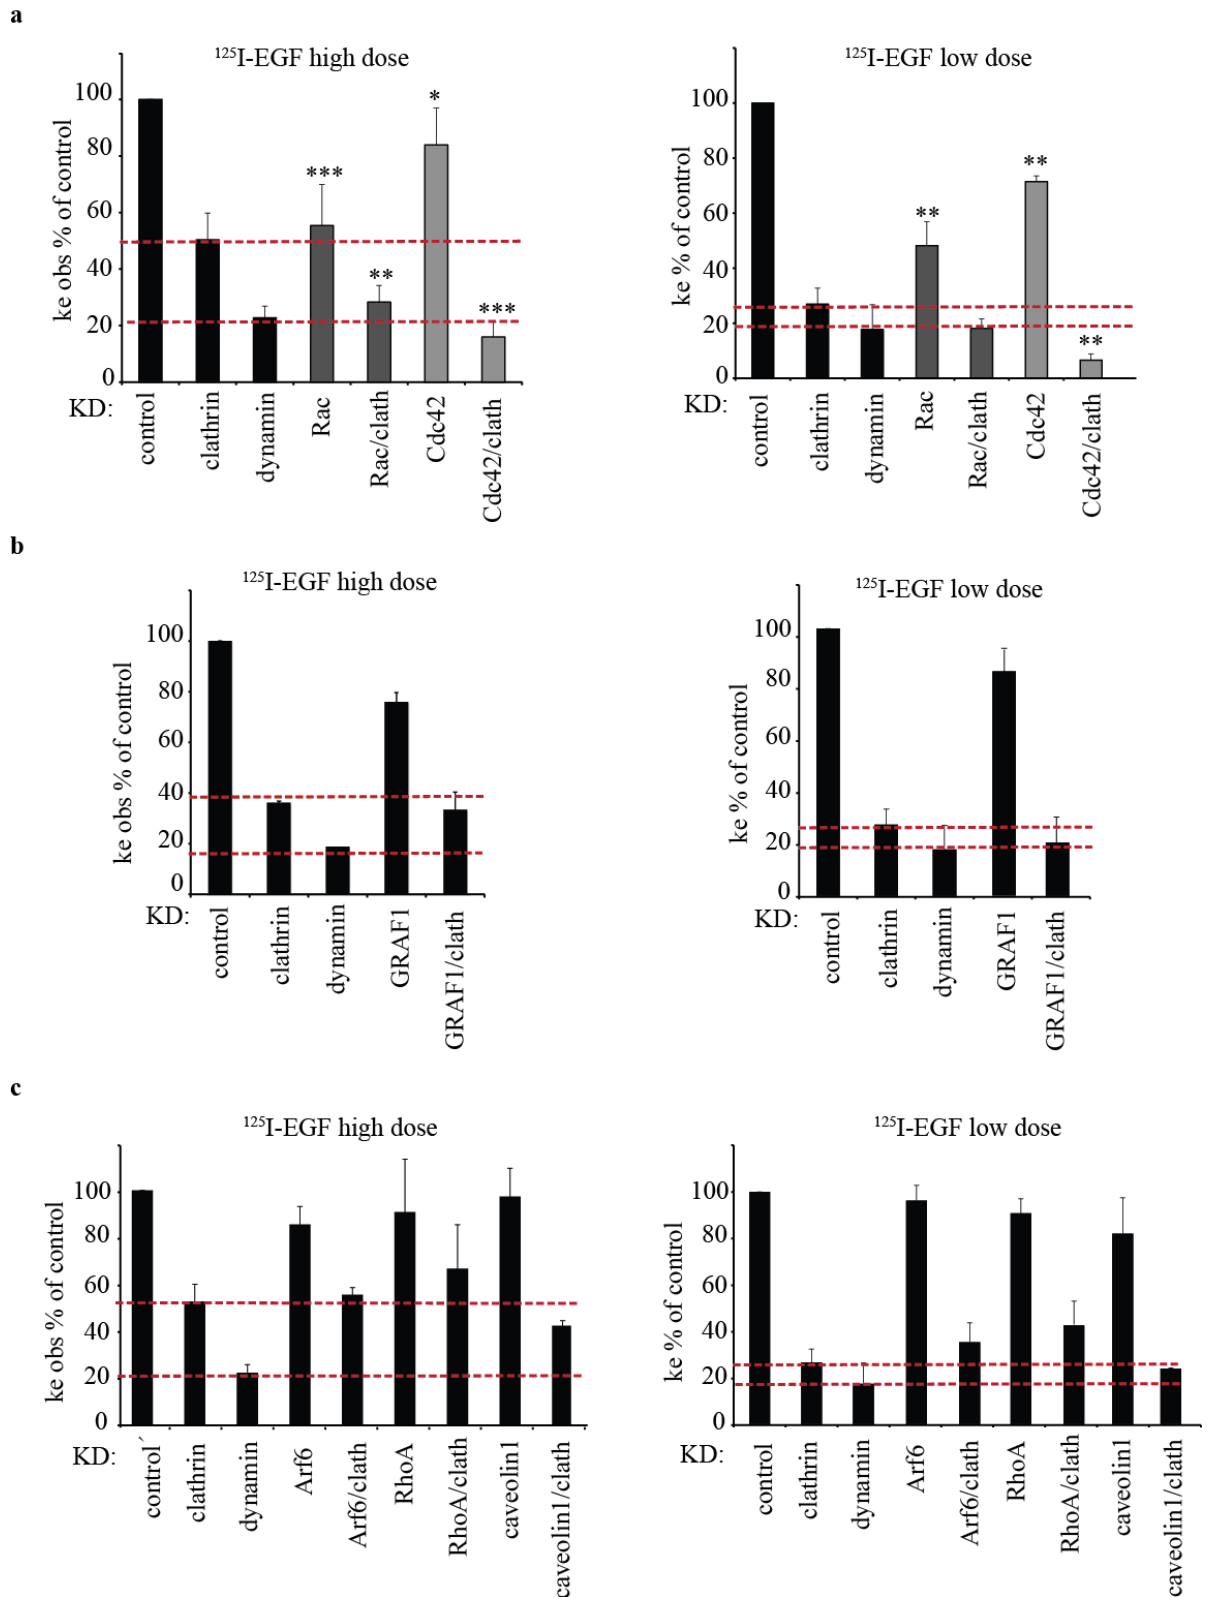 a
125I-EGF high dose
ke obs % of control
100
80
60
40
20
0
***
**
*
***
KD:
control
clathrin
dynamin
Rac
Rac/clath
Cdc42
Cdc42/clath
125I-EGF low dose
ke % of control
100
80
60
40
20
0
**
**
**
KD:
control
clathrin
dynamin
Rac
Rac/clath
Cdc42
Cdc42/clath
b
125I-EGF high dose
ke obs % of control
100
80
60
40
20
0
KD:
control
clathrin
dynamin
GRAF1
GRAF1/clath
125I-EGF low dose
ke % of control
100
80
60
40
20
0
KD:
control
clathrin
dynamin
GRAF1
GRAF1/clath
c
125I-EGF high dose
ke obs % of control
100
80
60
40
20
0
KD:
control´
clathrin
dynamin
Arf6
Arf6/clath
RhoA
RhoA/clath
caveolin1
caveolin1/clath
125I-EGF low dose
ke % of control
100
80
60
40
20
0
KD:
control
clathrin
dynamin
Arf6
Arf6/clath
RhoA
RhoA/clath
caveolin1
caveolin1/clath